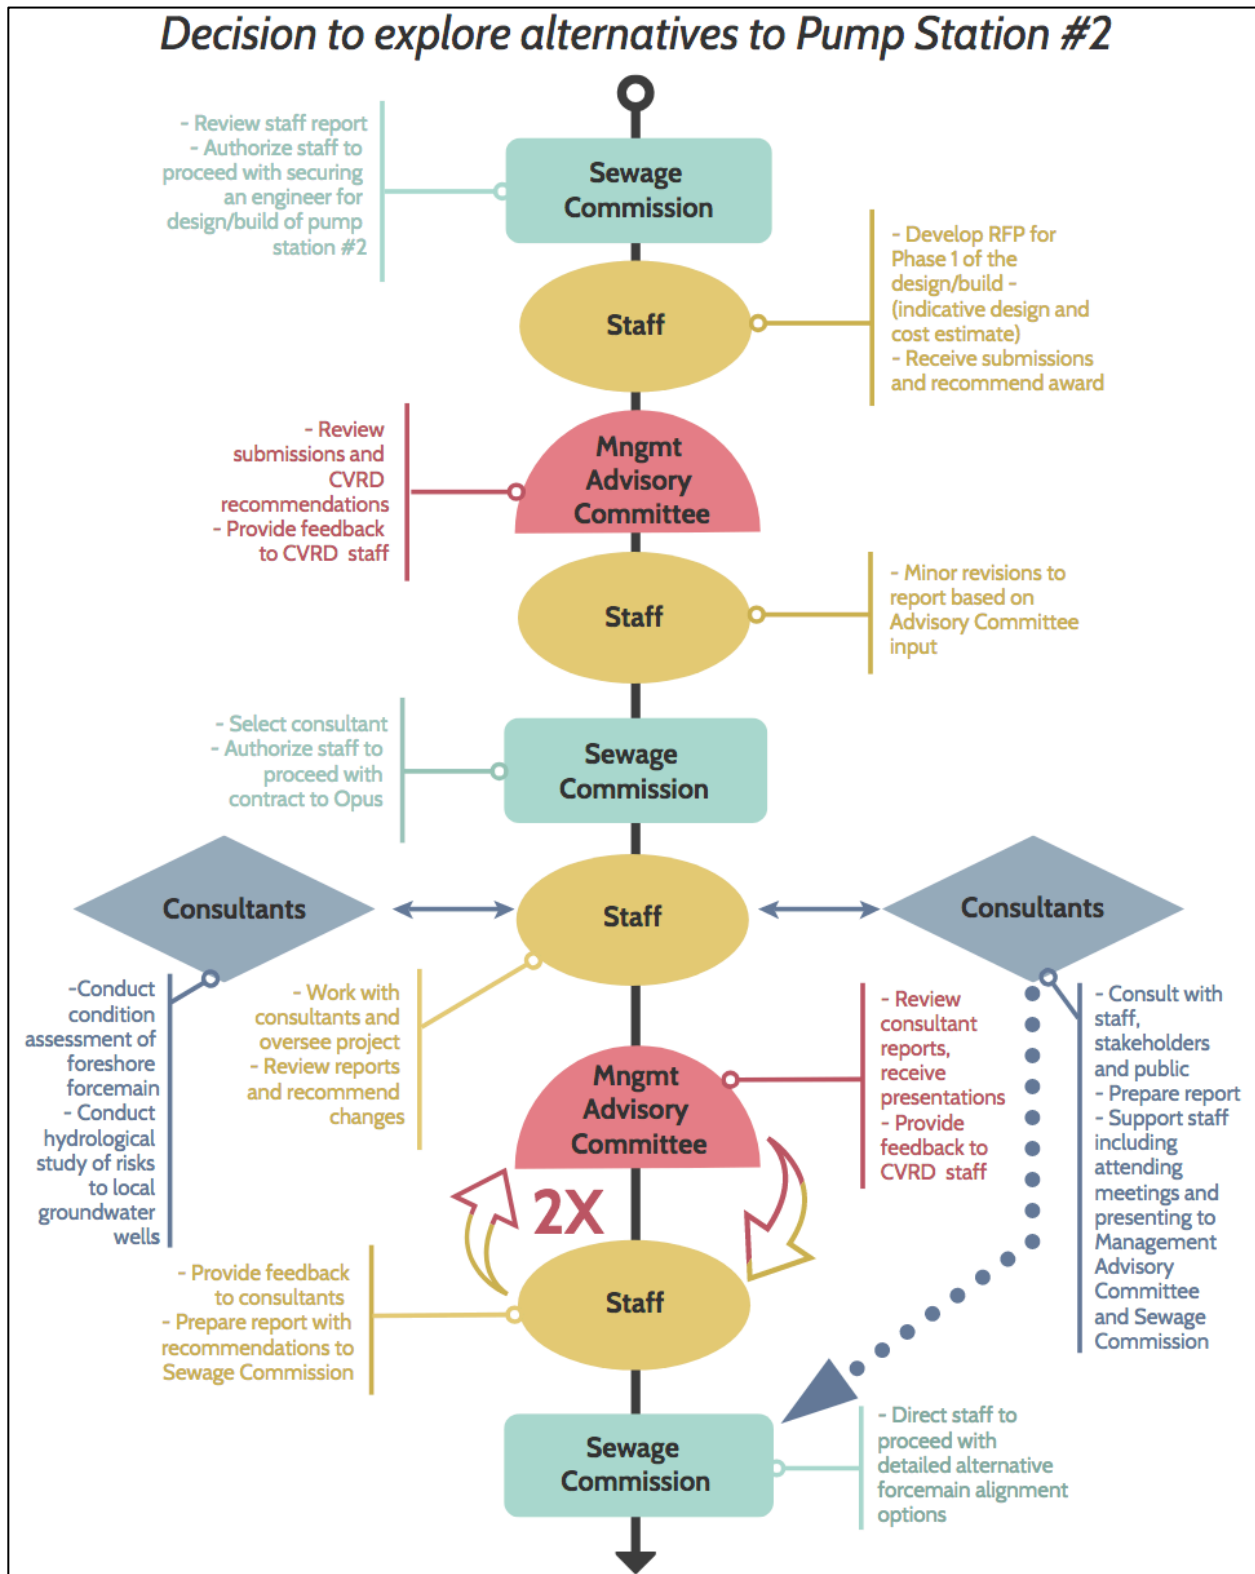 Decision to explore alternatives to Pump Station #2
- Review staff report
- Authorize staff to
proceed with securing
an engineer for
design/build of pump
station #2
Sewage
Commission
- Develop RFP for
Phase 1 of the
design/build -
(indicative design and
cost estimate)
- Receive submissions
and recommend award
Staff
- Review
submissions and
CVRD
recommendations
- Provide feedback
to CVRD staff
Mngmt
Advisory
Committee
Staff
- Minor revisions to
report based on
Advisory Committee
input
- Select consultant
- Authorize staff to
proceed with
contract to Opus
Sewage
Commission
Consultants
Staff
Consultants
-Conduct
condition
assessment of
foreshore
forcemain
- Conduct
hydrological
study of risks
to local
groundwater
wells
- Work with
consultants and
oversee project
- Review reports
and recommend
changes
Mngmt
Advisory
Committee
- Review
consultant
reports,
receive
presentations
- Provide
feedback to
CVRD staff
- Consult with
staff,
stakeholders
and public
- Prepare report
- Support staff
including
attending
meetings and
presenting to
Management
Advisory
Committee
and Sewage
Commission
2X
- Provide feedback
to consultants
- Prepare report with
recommendations to
Sewage Commission
Staff
Sewage
Commission
- Direct staff to
proceed with
detailed alternative
forcemain alignment
options